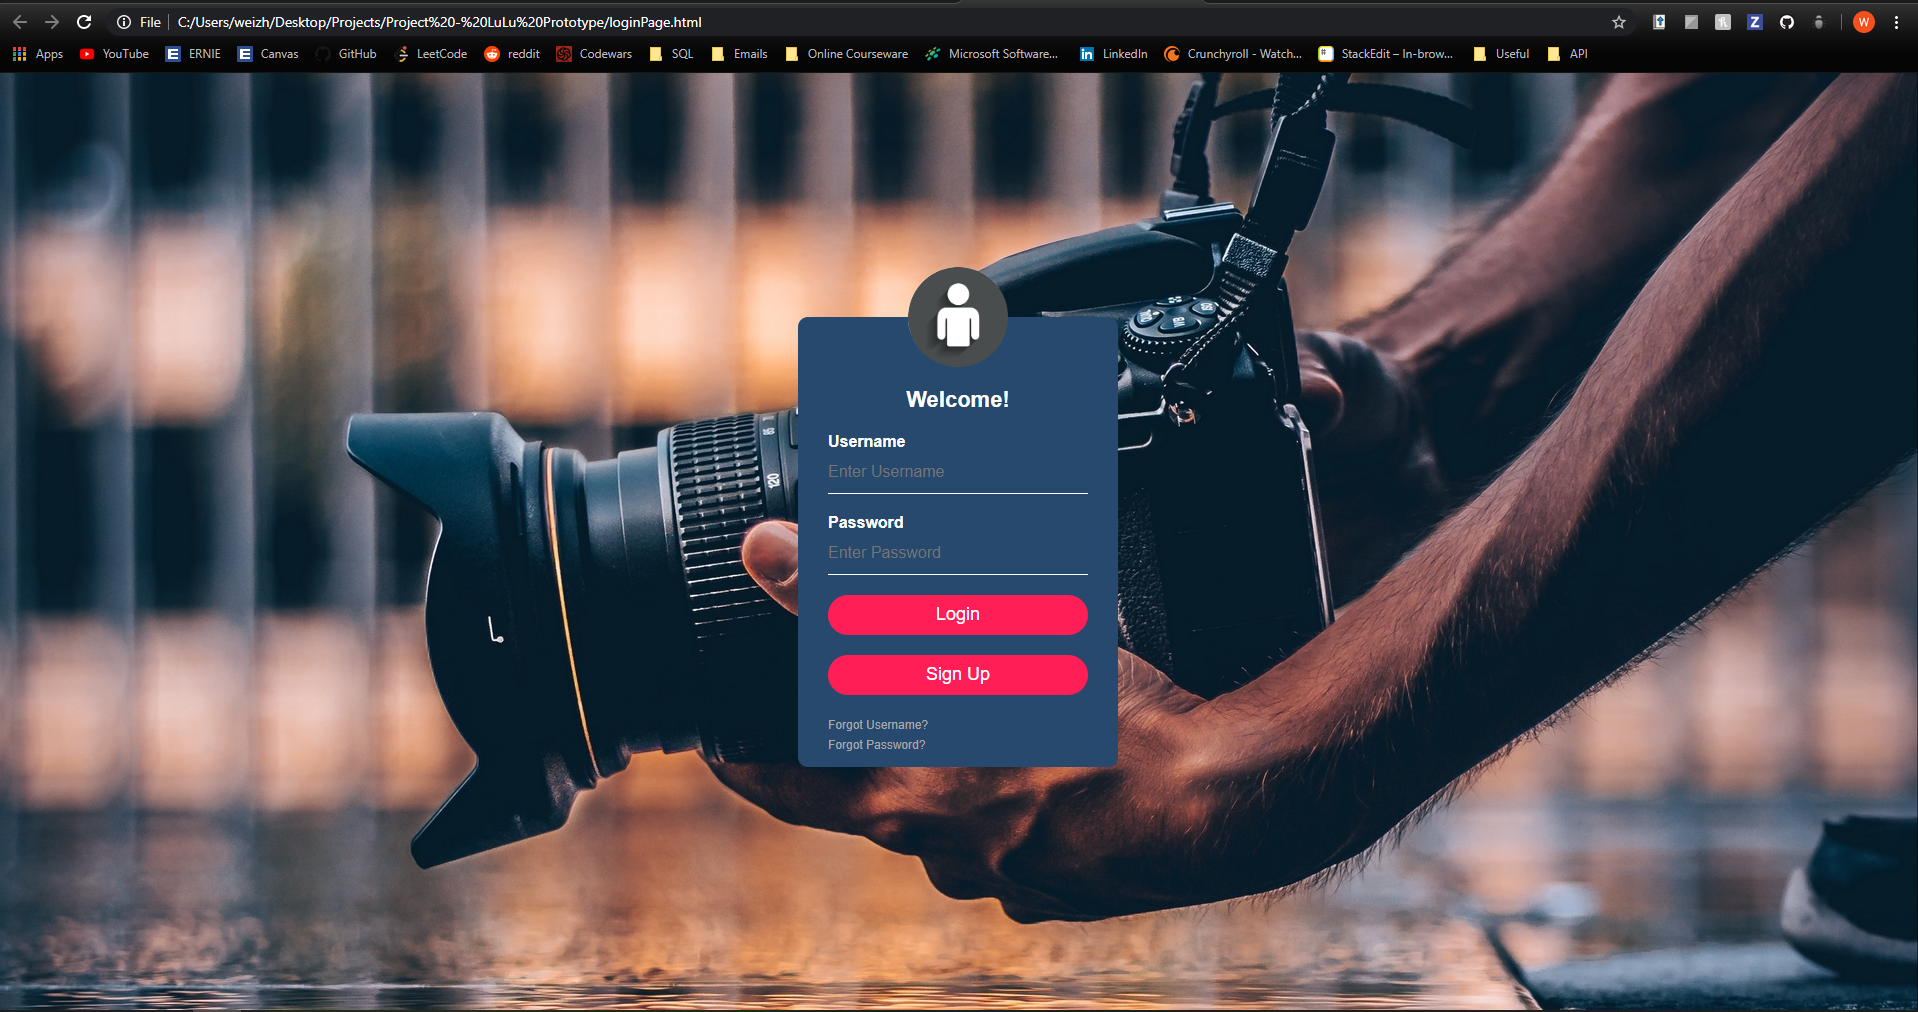 File C:/Users/weizh/Desktop/Projects/Project%20-%20LuLu%20Prototype/loginPage.html W
Apps YouTube ERNIE Canvas GitHub LeetCode reddit Codewars SQL Emails Online Courseware Microsoft Software... LinkedIn Crunchyroll - Watch... StackEdit – In-brow... Useful API
WB
120
Welcome!
Username
Enter Username
Password
Enter Password
Login
Sign Up
Forgot Username?
Forgot Password?